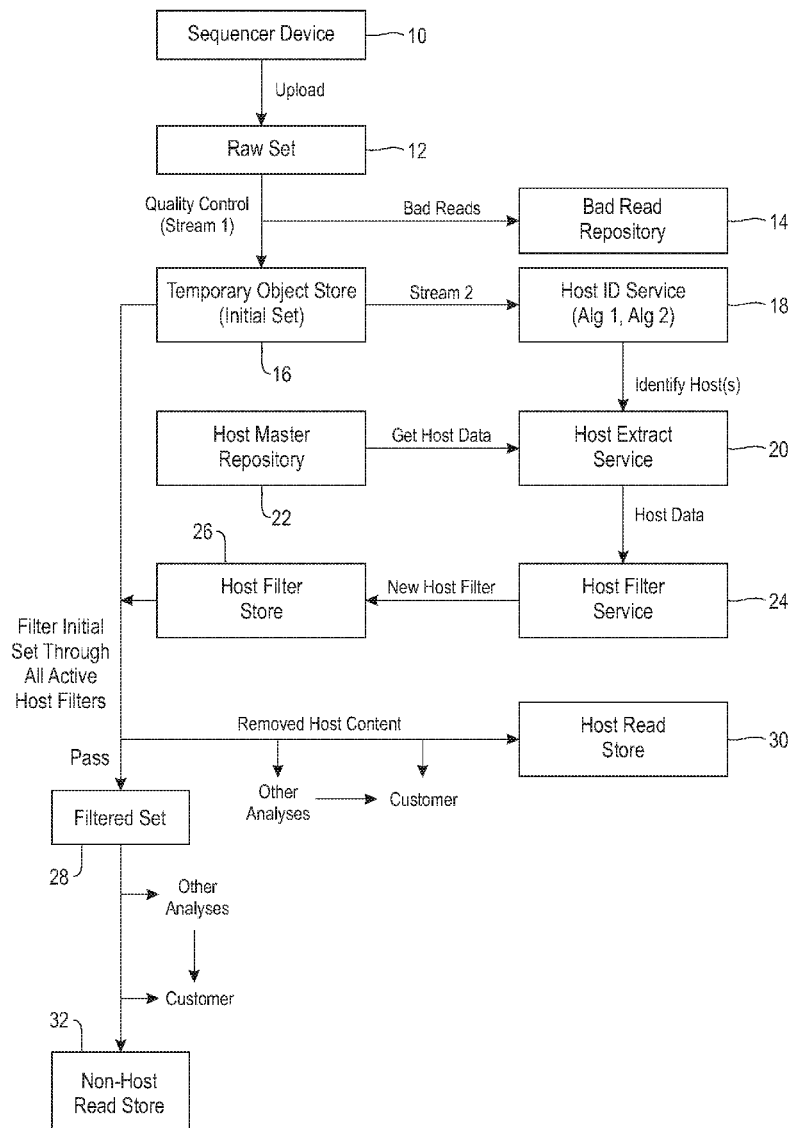 Sequencer Device
10
Upload
Raw Set
12
Quality Control
(Stream 1)
Bad Reads
Bad Read
Repository
14
Temporary Object Store
(Initial Set)
16
Stream 2
Host ID Service
(Alg 1, Alg 2)
18
Identify Host(s)
Host Master
Repository
22
Get Host Data
Host Extract
Service
20
Host Data
26
Host Filter
Store
New Host Filter
Host Filter
Service
24
Filter Initial
Set Through
All Active
Host Filters
Removed Host Content
Host Read
Store
30
Pass
Other
Analyses
Customer
Filtered Set
28
Other
Analyses
Customer
32
Non-Host
Read Store